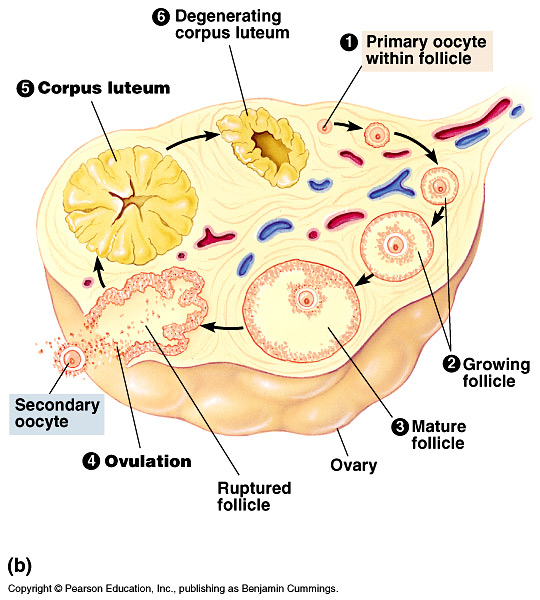 6 Degenerating
corpus luteum
1 Primary oocyte
within follicle
5 Corpus luteum
2 Growing
follicle
Secondary
oocyte
3 Mature
follicle
4 Ovulation
Ovary
Ruptured
follicle
(b)
Copyright © Pearson Education, Inc., publishing as Benjamin Cummings.